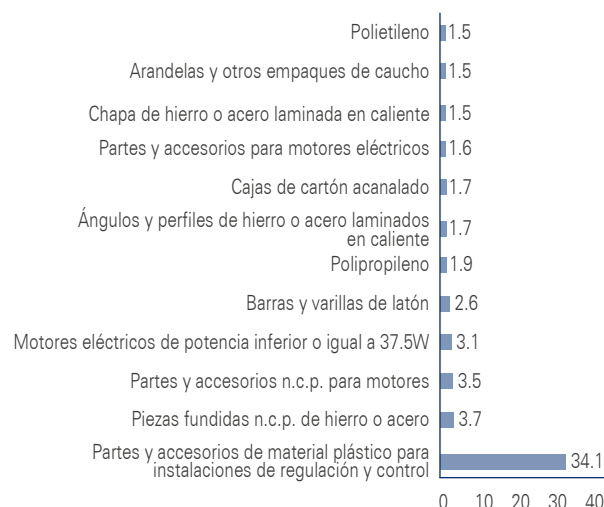 Polietileno 1.5
Arandelas y otros empaques de caucho 1.5
Chapa de hierro o acero laminada en caliente 1.5
Partes y accesorios para motores eléctricos 1.6
Cajas de cartón acanalado 1.7
Ángulos y perfiles de hierro o acero laminados
en caliente 1.7
Polipropileno 1.9
Barras y varillas de latón 2.6
Motores eléctricos de potencia inferior o igual a 37.5W 3.1
Partes y accesorios n.c.p. para motores 3.5
Piezas fundidas n.c.p. de hierro o acero 3.7
Partes y accesorios de material plástico para
instalaciones de regulación y control 34.1
0 10 20 30 40